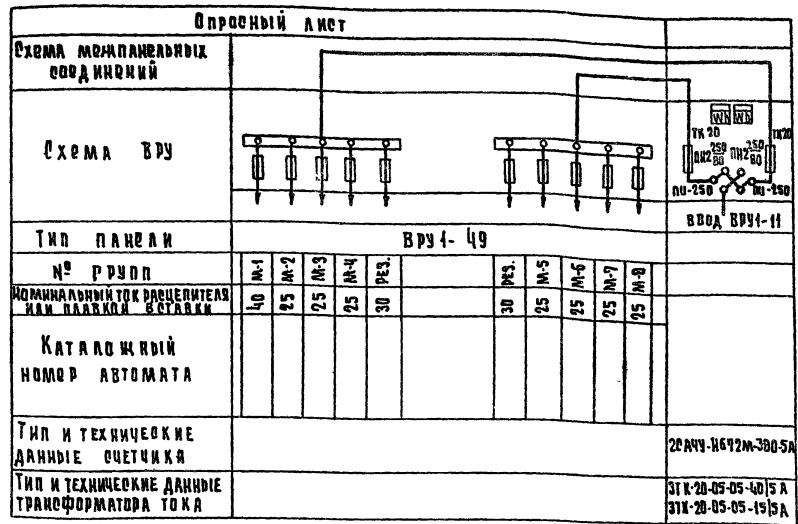 Опросный лист
Схема межпанельных
соединений
Схема ВРУ
ТК 20
ТК20
ПН2 250/80 ПН2 250/80
ПЦ-250
ПЦ-250
Ввод ВРУ1-11
Тип панели
ВРУ1-49
№ групп
М-1 М-2 М-3 М-4 РЕЗ. РЕЗ. М-5 М-6 М-7 М-8
Номинальный ток расцепителя
или плавкой вставки
40 25 25 25 30 30 25 25 25 25
Каталожный
номер автомата
Тип и технические
данные счетчика
2САЧУ-И672М-380-5А
Тип и технические данные
трансформатора тока
3ТК-20-05-05-40/5А
3ТК-20-05-05-15/5А